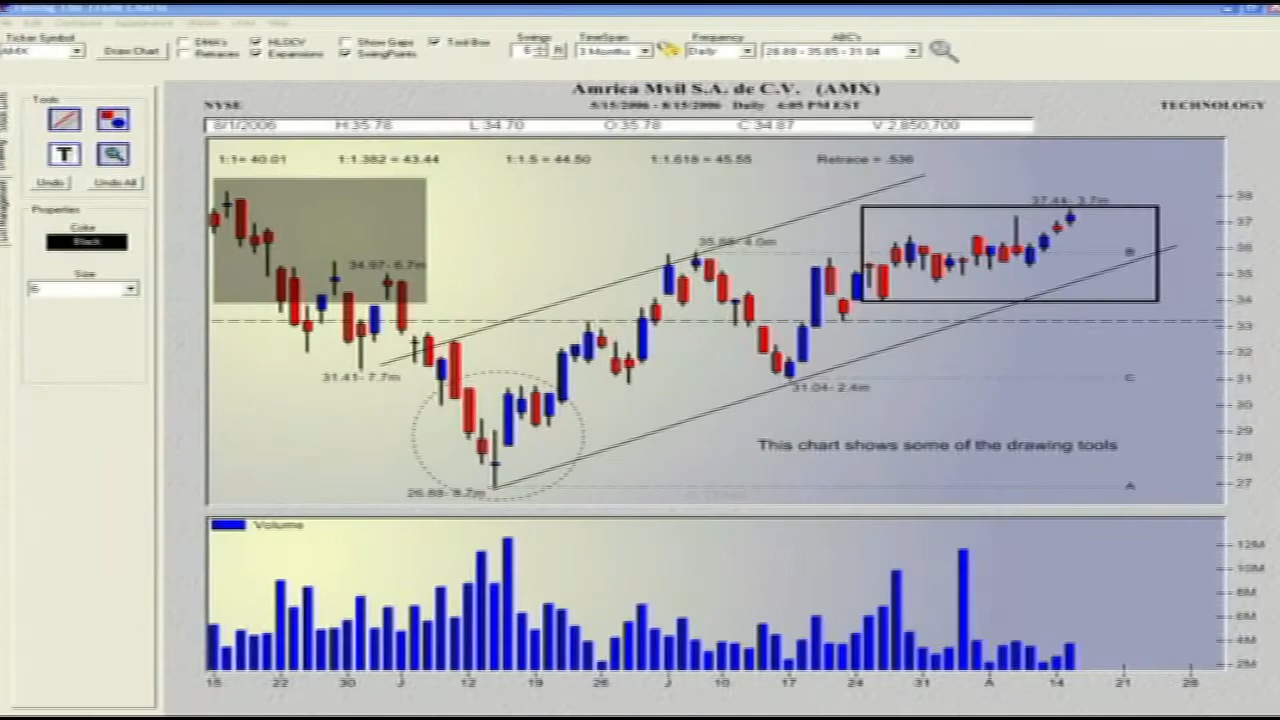 Ticker Symbol
AMX
Draw Chart
DMA's
Retraces
HLOCV
Expansions
Show Gaps
SwingPoints
Tool Box
Swings
TimeSpan
3 Months
Frequency
Daily
ABC's
26.88 - 35.85 - 31.04
Tools
T
Undo
Undo All
Properties
Color
Black
Size
6
Amrica Mvil S.A. de C.V. (AMX)
NYSE
5/15/2006 - 8/15/2006 Daily 4:05 PM EST
TECHNOLOGY
8/1/2006 H:35.78 L:34.70 O:35.78 C:34.87 V:2,850,700
1:1= 40.01 1:1.382 = 43.44 1:1.5 = 44.50 1:1.618 = 45.55 Retrace = .536
37.44- 3.7m
35.85- 4.0m
34.97- 6.7m
31.41- 7.7m
31.04- 2.4m
26.88- 8.7m
B
C
A
This chart shows some of the drawing tools
38
37
36
35
34
33
32
31
30
29
28
27
Volume
12M
10M
8M
6M
4M
2M
15 22 30 J 12 19 26 J 10 17 24 31 A 14 21 28